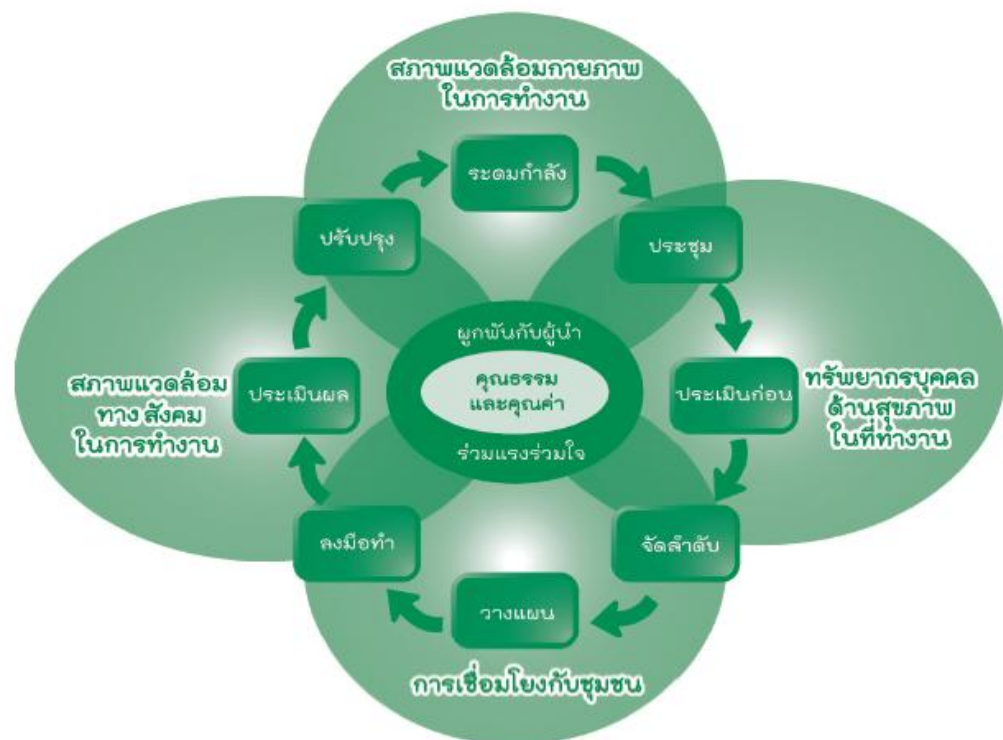 สภาพแวดล้อมกายภาพ
ในการทำงาน
ระดมกำลัง
ปรับปรุง
ประชุม
ผูกพันกับผู้นำ
คุณธรรม
และคุณค่า
ร่วมแรงร่วมใจ
สภาพแวดล้อม
ทาง สังคม
ในการทำงาน
ประเมินผล
ประเมินก่อน
ทรัพยากรบุคคล
ด้านสุขภาพ
ในที่ทำงาน
ลงมือทำ
จัดลำดับ
วางแผน
การเชื่อมโยงกับชุมชน